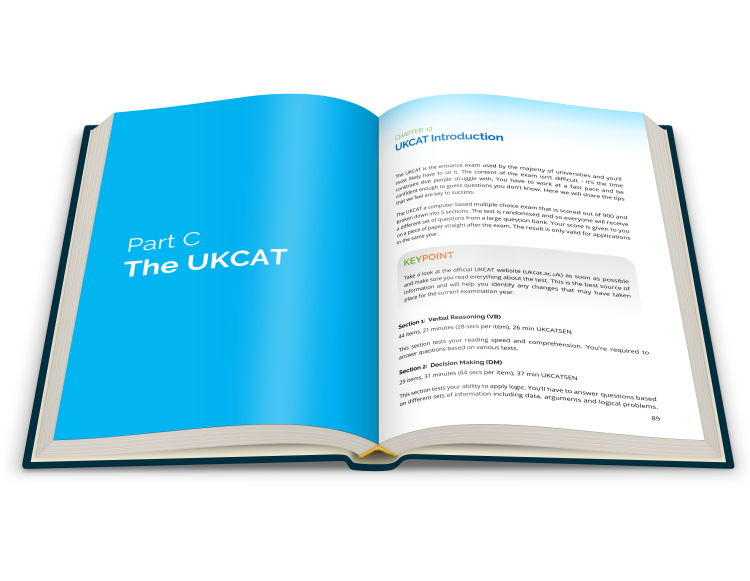 Part C
The UKCAT
CHAPTER 13
UKCAT Introduction
The UKCAT is the entrance exam used by the majority of universities and you'll
most likely have to sit it. The content of the exam isn't difficult - it's the time
constraint that people struggle with. You have to work at a fast pace and be
confident enough to guess questions you don't know. Here we will share the tips
that we feel are key to success.
The UKCAT a computer based multiple choice exam that is scored out of 900 and
broken down into 5 sections. The test is randomised and so everyone will receive
a different set of questions from a large question bank. Your score is given to you
on a piece of paper straight after the exam. The result is only valid for applications
in the same year.
KEYPOINT
Take a look at the official UKCAT website (ukcat.ac.uk) as soon as possible
and make sure you read everything about the test. This is the best source of
information and will help you identify any changes that may have taken
place for the current examination year.
Section 1: Verbal Reasoning (VR)
44 items, 21 minutes (28 secs per item), 26 min UKCATSEN
This section tests your reading speed and comprehension. You're required to
answer questions based on various texts.
Section 2: Decision Making (DM)
29 items, 31 minutes (64 secs per item), 37 min UKCATSEN
This section tests your ability to apply logic. You'll have to answer questions based
on different sets of information including data, arguments and logical problems.
89